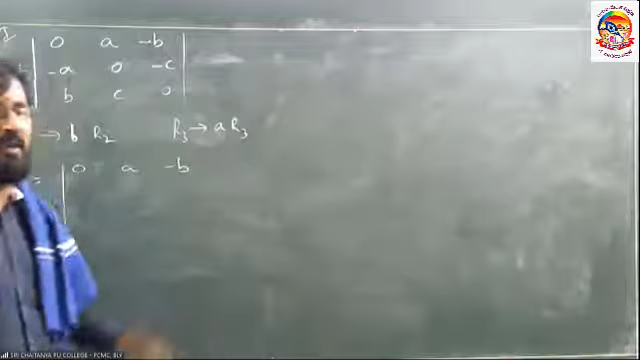 0 a -b
-a 0 -c
b c 0
→ b R₂ R₃ → a R₃
= 0 a -b
SRI CHAITANYA PU COLLEGE - PCMC, BLY